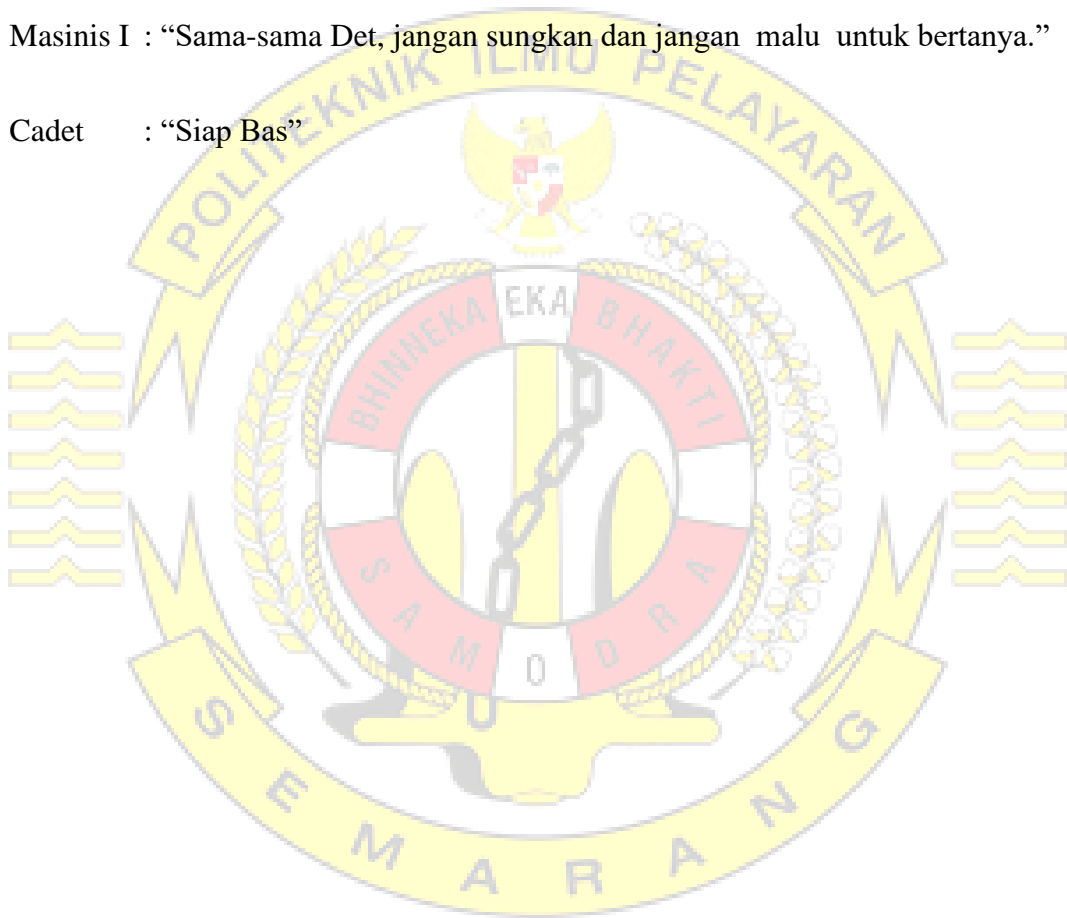 Masinis I : “Sama-sama Det, jangan sungkan dan jangan malu untuk bertanya.”
Cadet : “Siap Bas”
POLITEKNIK ILMU PELAYARAN
BHINNEKA EKA BHAKTI
SAMODRA
SEMARANG